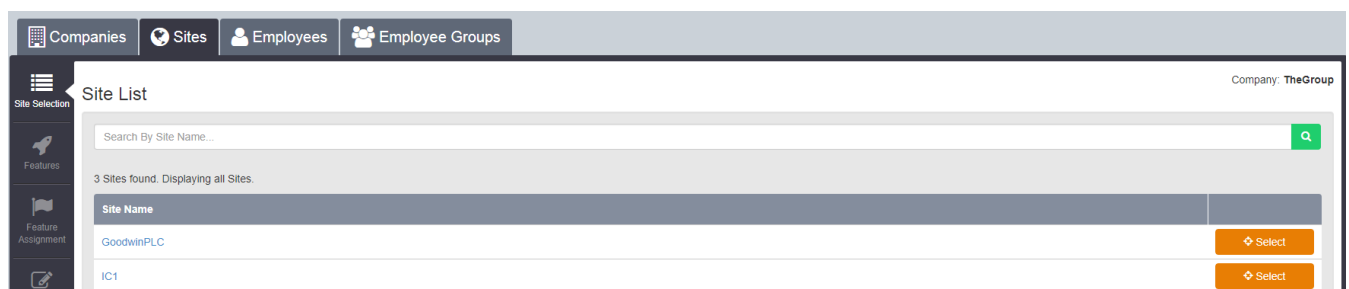 Companies
Sites
Employees
Employee Groups
Site Selection
Features
Feature
Assignment
Site List
Company: TheGroup
Search By Site Name...
3 Sites found. Displaying all Sites.
Site Name
GoodwinPLC
Select
IC1
Select